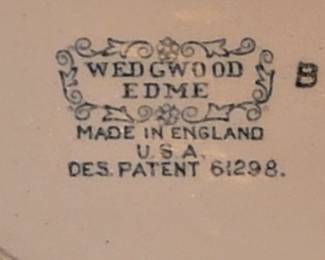 WEDGWOOD
EDME
B
MADE IN ENGLAND
U.S.A.
DES. PATENT 61298.